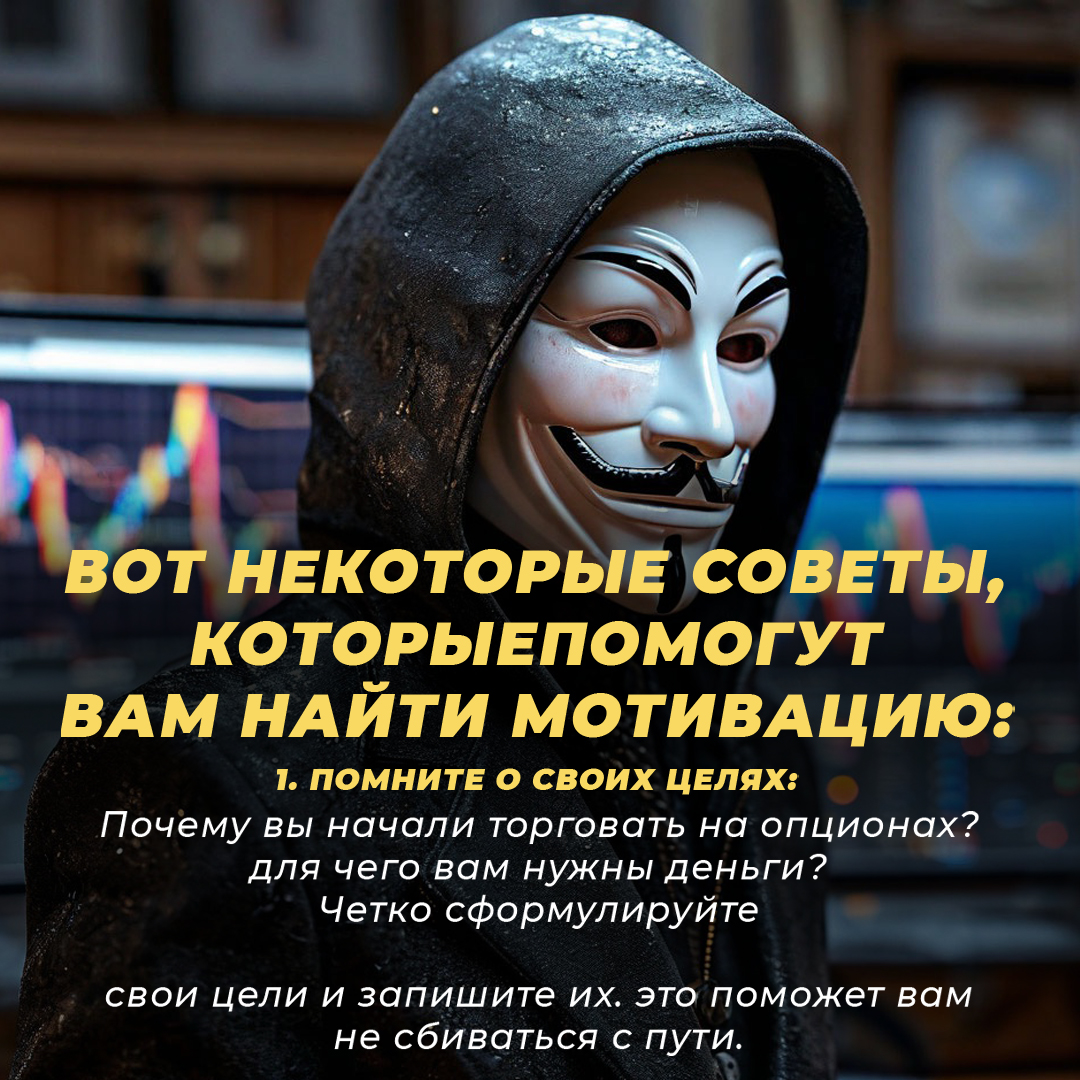 ВОТ НЕКОТОРЫЕ СОВЕТЫ,
КОТОРЫЕПОМОГУТ
ВАМ НАЙТИ МОТИВАЦИЮ:
1. ПОМНИТЕ О СВОИХ ЦЕЛЯХ:
Почему вы начали торговать на опционах?
для чего вам нужны деньги?
Четко сформулируйте
свои цели и запишите их. это поможет вам
не сбиваться с пути.